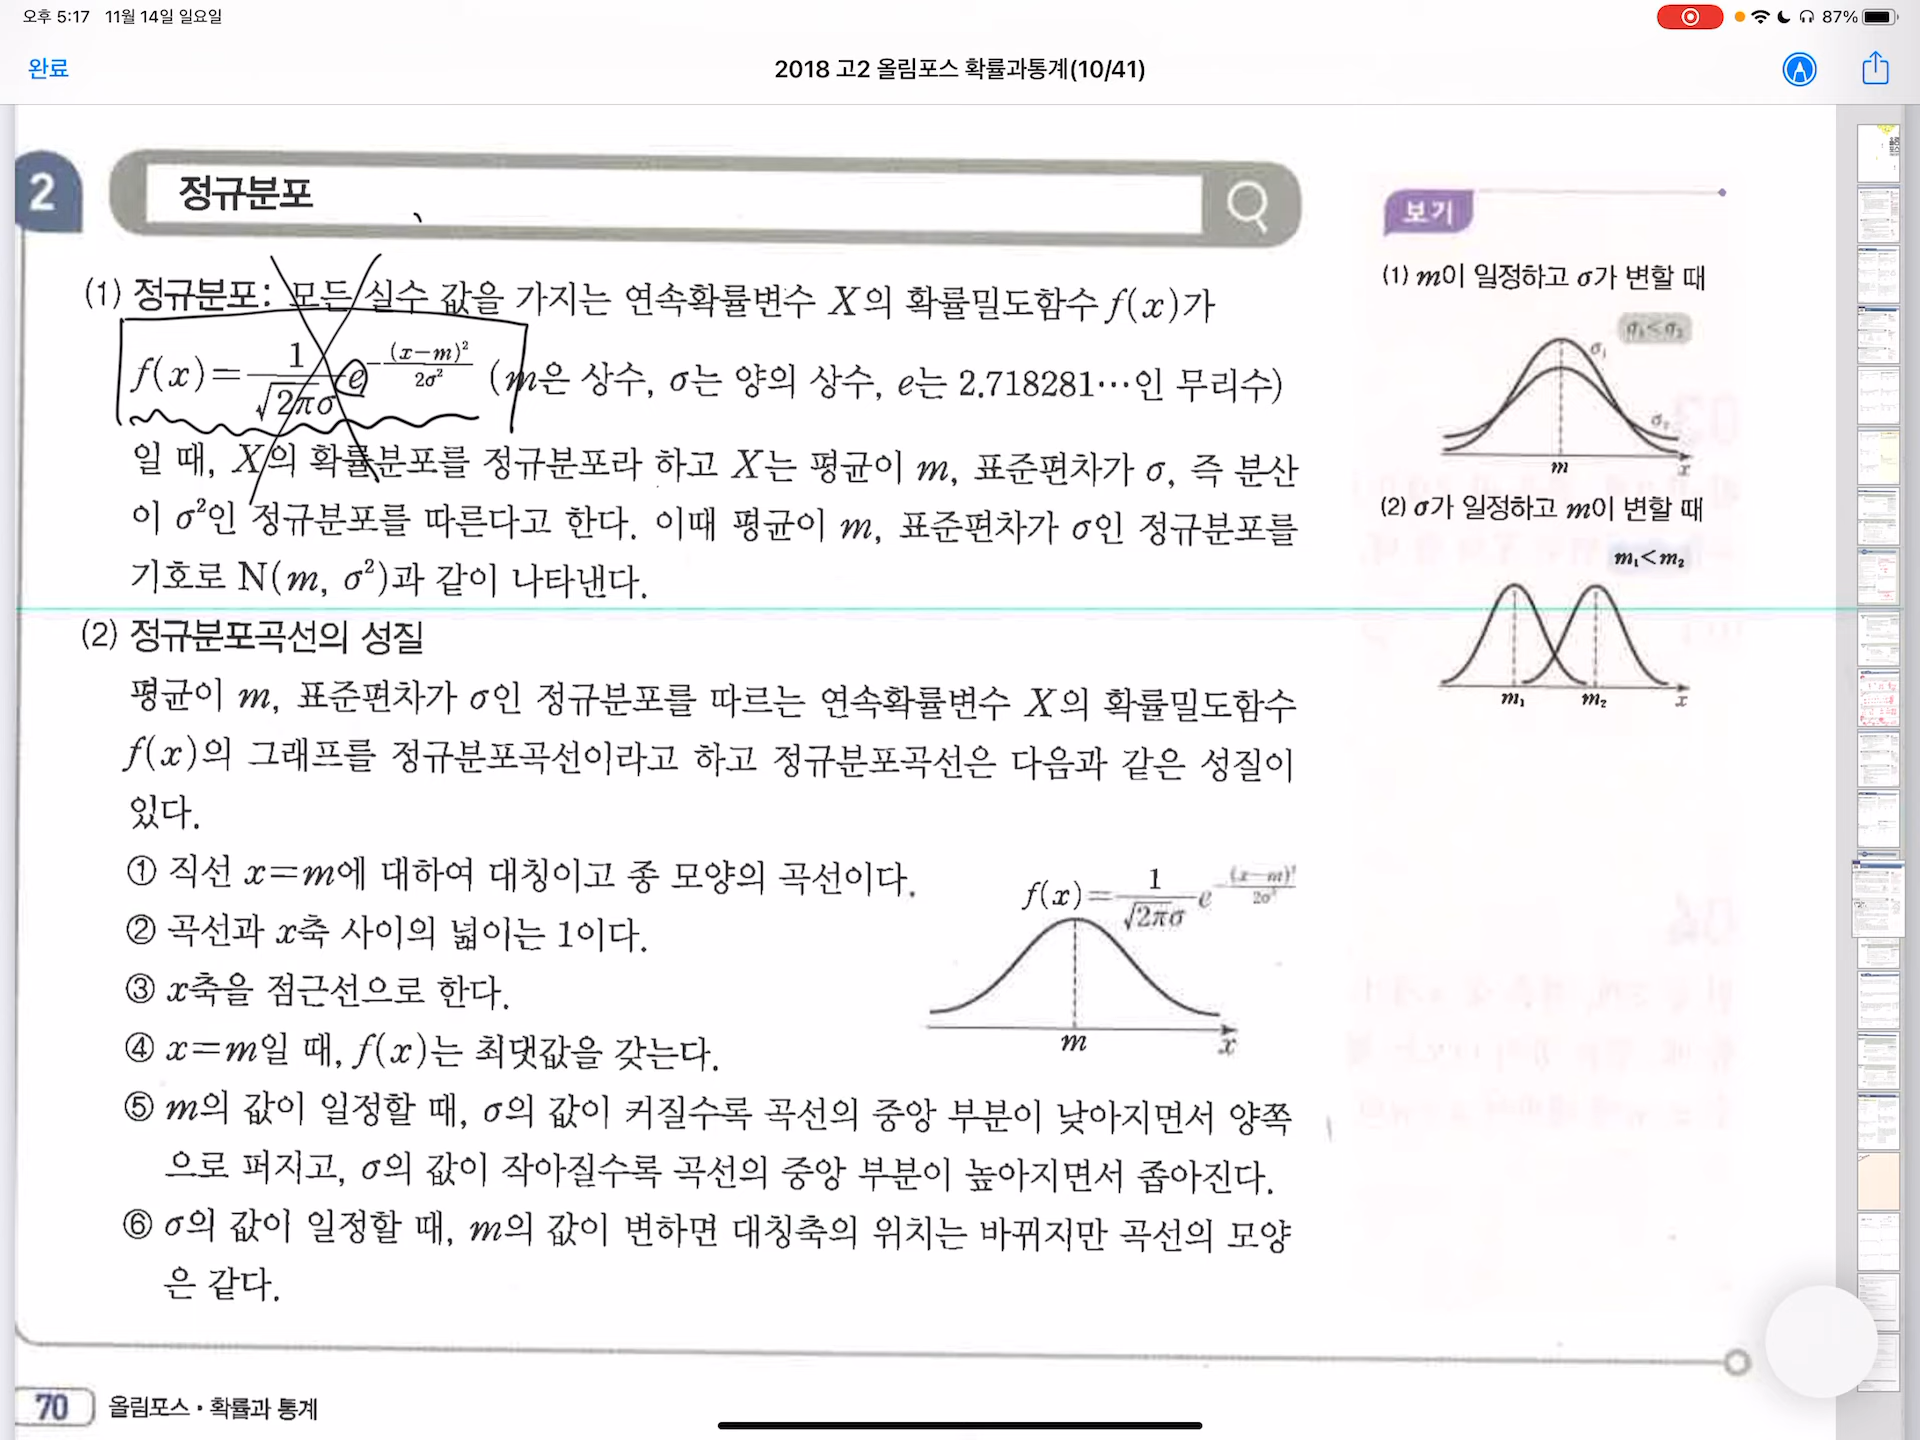 오후 5:17 11월 14일 일요일
87%
완료
2018 고2 올림포스 확률과통계(10/41)
2
정규분포
(1) 정규분포: 모든 실수 값을 가지는 연속확률변수 X의 확률밀도함수 f(x)가
f(x)=1/(√2πσ) e^(-(x-m)²/2σ²) (m은 상수, σ는 양의 상수, e는 2.718281…인 무리수)
일 때, X의 확률분포를 정규분포라 하고 X는 평균이 m, 표준편차가 σ, 즉 분산
이 σ²인 정규분포를 따른다고 한다. 이때 평균이 m, 표준편차가 σ인 정규분포를
기호로 N(m, σ²)과 같이 나타낸다.
(2) 정규분포곡선의 성질
평균이 m, 표준편차가 σ인 정규분포를 따르는 연속확률변수 X의 확률밀도함수
f(x)의 그래프를 정규분포곡선이라고 하고 정규분포곡선은 다음과 같은 성질이
있다.
① 직선 x=m에 대하여 대칭이고 종 모양의 곡선이다.
② 곡선과 x축 사이의 넓이는 1이다.
③ x축을 점근선으로 한다.
④ x=m일 때, f(x)는 최댓값을 갖는다.
f(x)=1/(√2πσ) e^(-(x-m)²/2σ²)
m
x
⑤ m의 값이 일정할 때, σ의 값이 커질수록 곡선의 중앙 부분이 낮아지면서 양쪽
으로 퍼지고, σ의 값이 작아질수록 곡선의 중앙 부분이 높아지면서 좁아진다.
⑥ σ의 값이 일정할 때, m의 값이 변하면 대칭축의 위치는 바뀌지만 곡선의 모양
은 같다.
보기
(1) m이 일정하고 σ가 변할 때
σ₁<σ₂
σ₁
σ₂
m
x
(2) σ가 일정하고 m이 변할 때
m₁<m₂
m₁
m₂
x
70 올림포스 • 확률과 통계